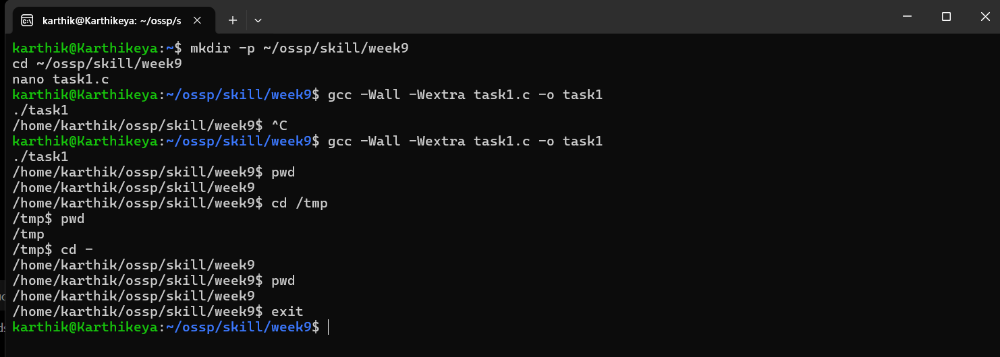 karthik@Karthikeya: ~/ossp/s
karthik@Karthikeya:~$ mkdir -p ~/ossp/skill/week9
cd ~/ossp/skill/week9
nano task1.c
karthik@Karthikeya:~/ossp/skill/week9$ gcc -Wall -Wextra task1.c -o task1
./task1
/home/karthik/ossp/skill/week9$ ^C
karthik@Karthikeya:~/ossp/skill/week9$ gcc -Wall -Wextra task1.c -o task1
./task1
/home/karthik/ossp/skill/week9$ pwd
/home/karthik/ossp/skill/week9
/home/karthik/ossp/skill/week9$ cd /tmp
/tmp$ pwd
/tmp
/tmp$ cd -
/home/karthik/ossp/skill/week9
/home/karthik/ossp/skill/week9$ pwd
/home/karthik/ossp/skill/week9
/home/karthik/ossp/skill/week9$ exit
karthik@Karthikeya:~/ossp/skill/week9$